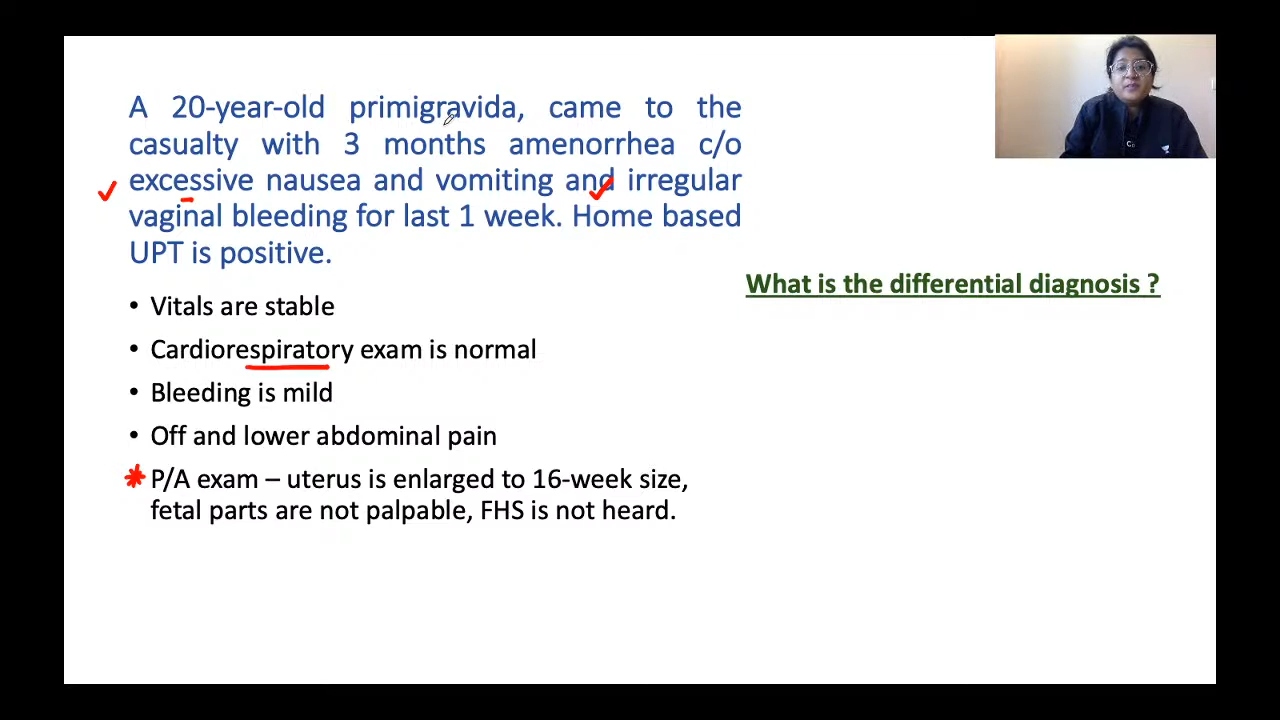 A 20-year-old primigravida, came to the
casualty with 3 months amenorrhea c/o
excessive nausea and vomiting and irregular
vaginal bleeding for last 1 week. Home based
UPT is positive.
What is the differential diagnosis ?
• Vitals are stable
• Cardiorespiratory exam is normal
• Bleeding is mild
• Off and lower abdominal pain
P/A exam – uterus is enlarged to 16-week size,
fetal parts are not palpable, FHS is not heard.